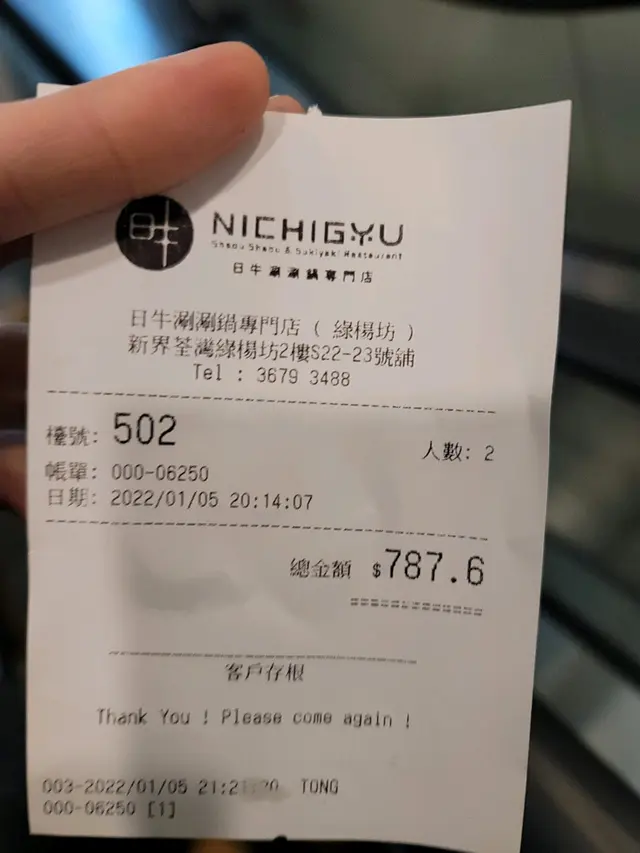 日牛
NICHIGYU
Shabu Shabu & Sukiyaki Restaurant
日牛涮涮鍋專門店
日牛涮涮鍋專門店 ( 綠楊坊 )
新界荃灣綠楊坊2樓S22-23號舖
Tel : 3679 3488
檯號: 502
人數: 2
帳單: 000-06250
日期: 2022/01/05 20:14:07
總金額 $787.6
客戶存根
Thank You ! Please come again !
003-2022/01/05 TONG
000-06250 [1]